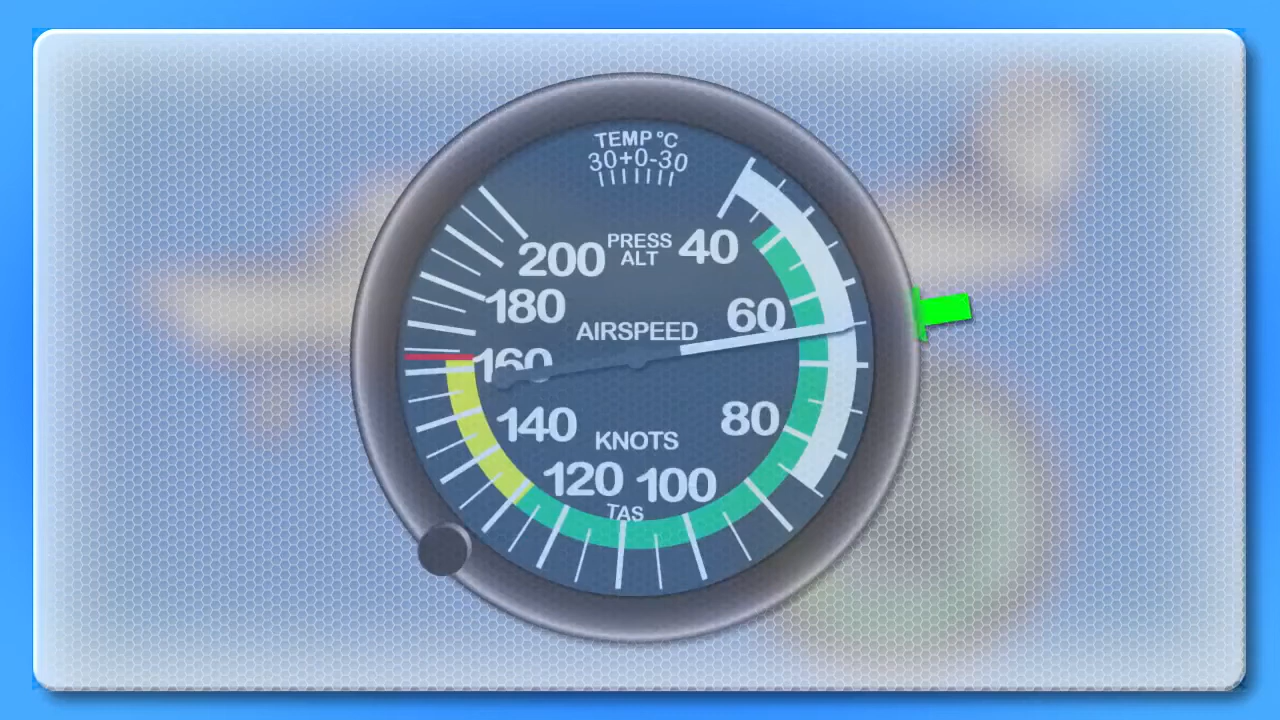 TEMP °C
30+0-30
200 PRESS ALT 40
180 60
AIRSPEED
160
140 80
KNOTS
120 100
TAS